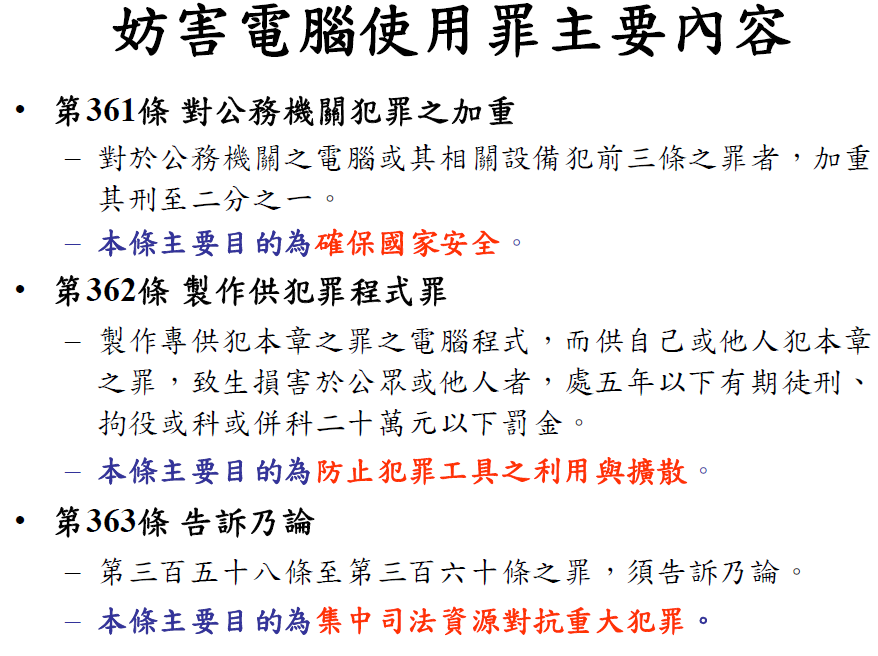 妨害電腦使用罪主要內容
• 第361條 對公務機關犯罪之加重
– 對於公務機關之電腦或其相關設備犯前三條之罪者，加重
其刑至二分之一。
– 本條主要目的為確保國家安全。
• 第362條 製作供犯罪程式罪
– 製作專供犯本章之罪之電腦程式，而供自己或他人犯本章
之罪，致生損害於公眾或他人者，處五年以下有期徒刑、
拘役或科或併科二十萬元以下罰金。
– 本條主要目的為防止犯罪工具之利用與擴散。
• 第363條 告訴乃論
– 第三百五十八條至第三百六十條之罪，須告訴乃論。
– 本條主要目的為集中司法資源對抗重大犯罪。